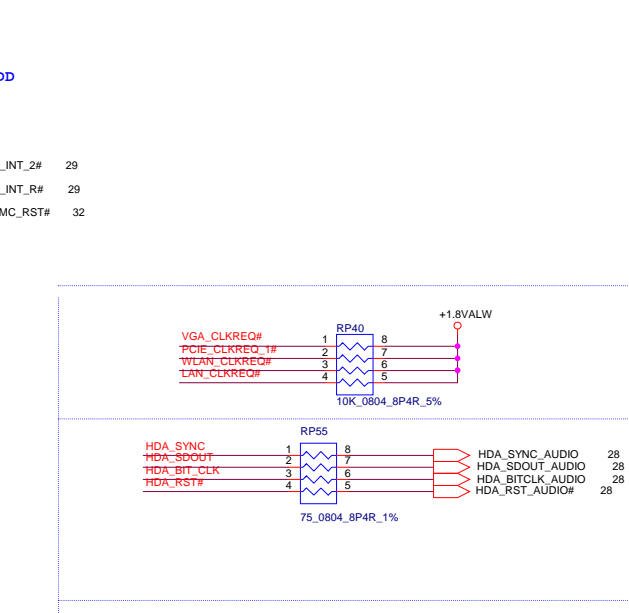 DD
_INT_2# 29
_INT_R# 29
MC_RST# 32
+1.8VALW
RP40
VGA_CLKREQ# 1 8
PCIE_CLKREQ_1# 2 7
WLAN_CLKREQ# 3 6
LAN_CLKREQ# 4 5
10K_0804_8P4R_5%
RP55
HDA_SYNC 1 8 HDA_SYNC_AUDIO 28
HDA_SDOUT 2 7 HDA_SDOUT_AUDIO 28
HDA_BIT_CLK 3 6 HDA_BITCLK_AUDIO 28
HDA_RST# 4 5 HDA_RST_AUDIO# 28
75_0804_8P4R_1%